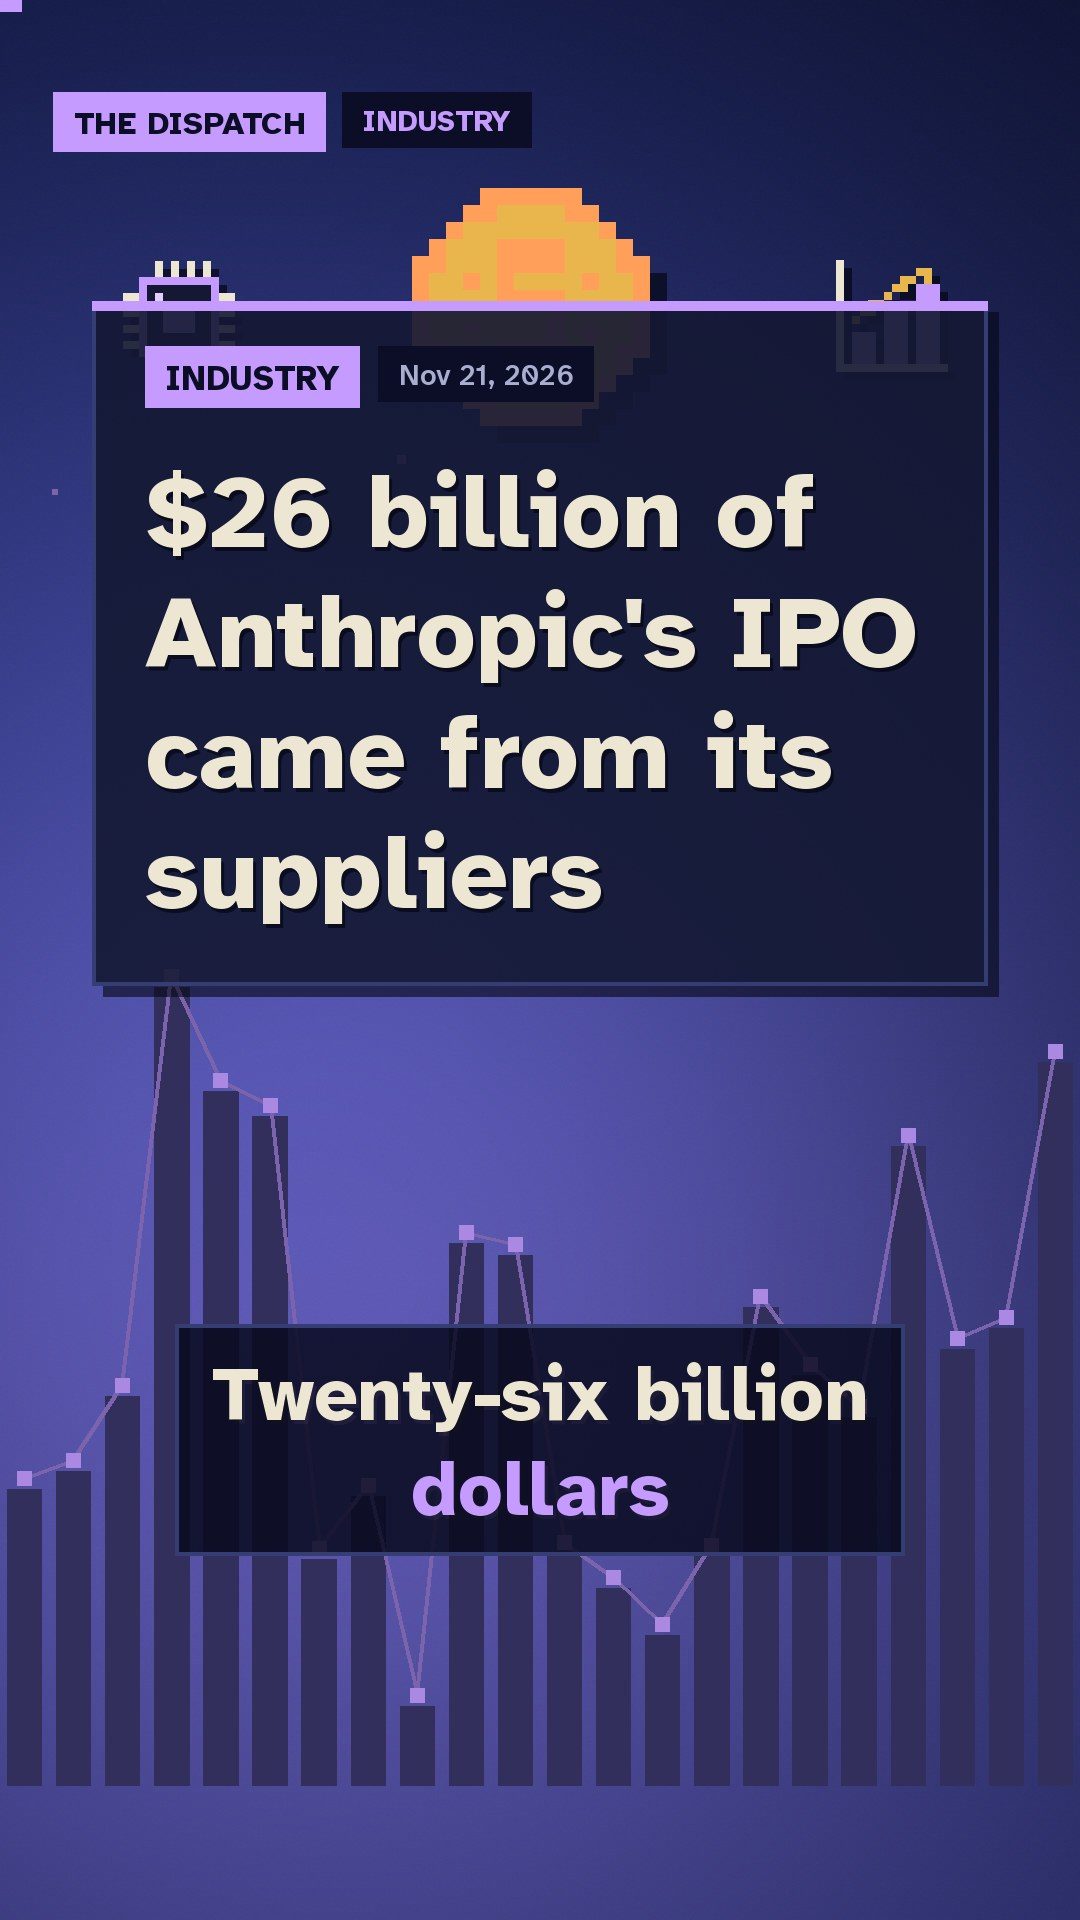 THE DISPATCH
INDUSTRY
INDUSTRY
Nov 21, 2026
$26 billion of
Anthropic's IPO
came from its
suppliers
Twenty-six billion
dollars